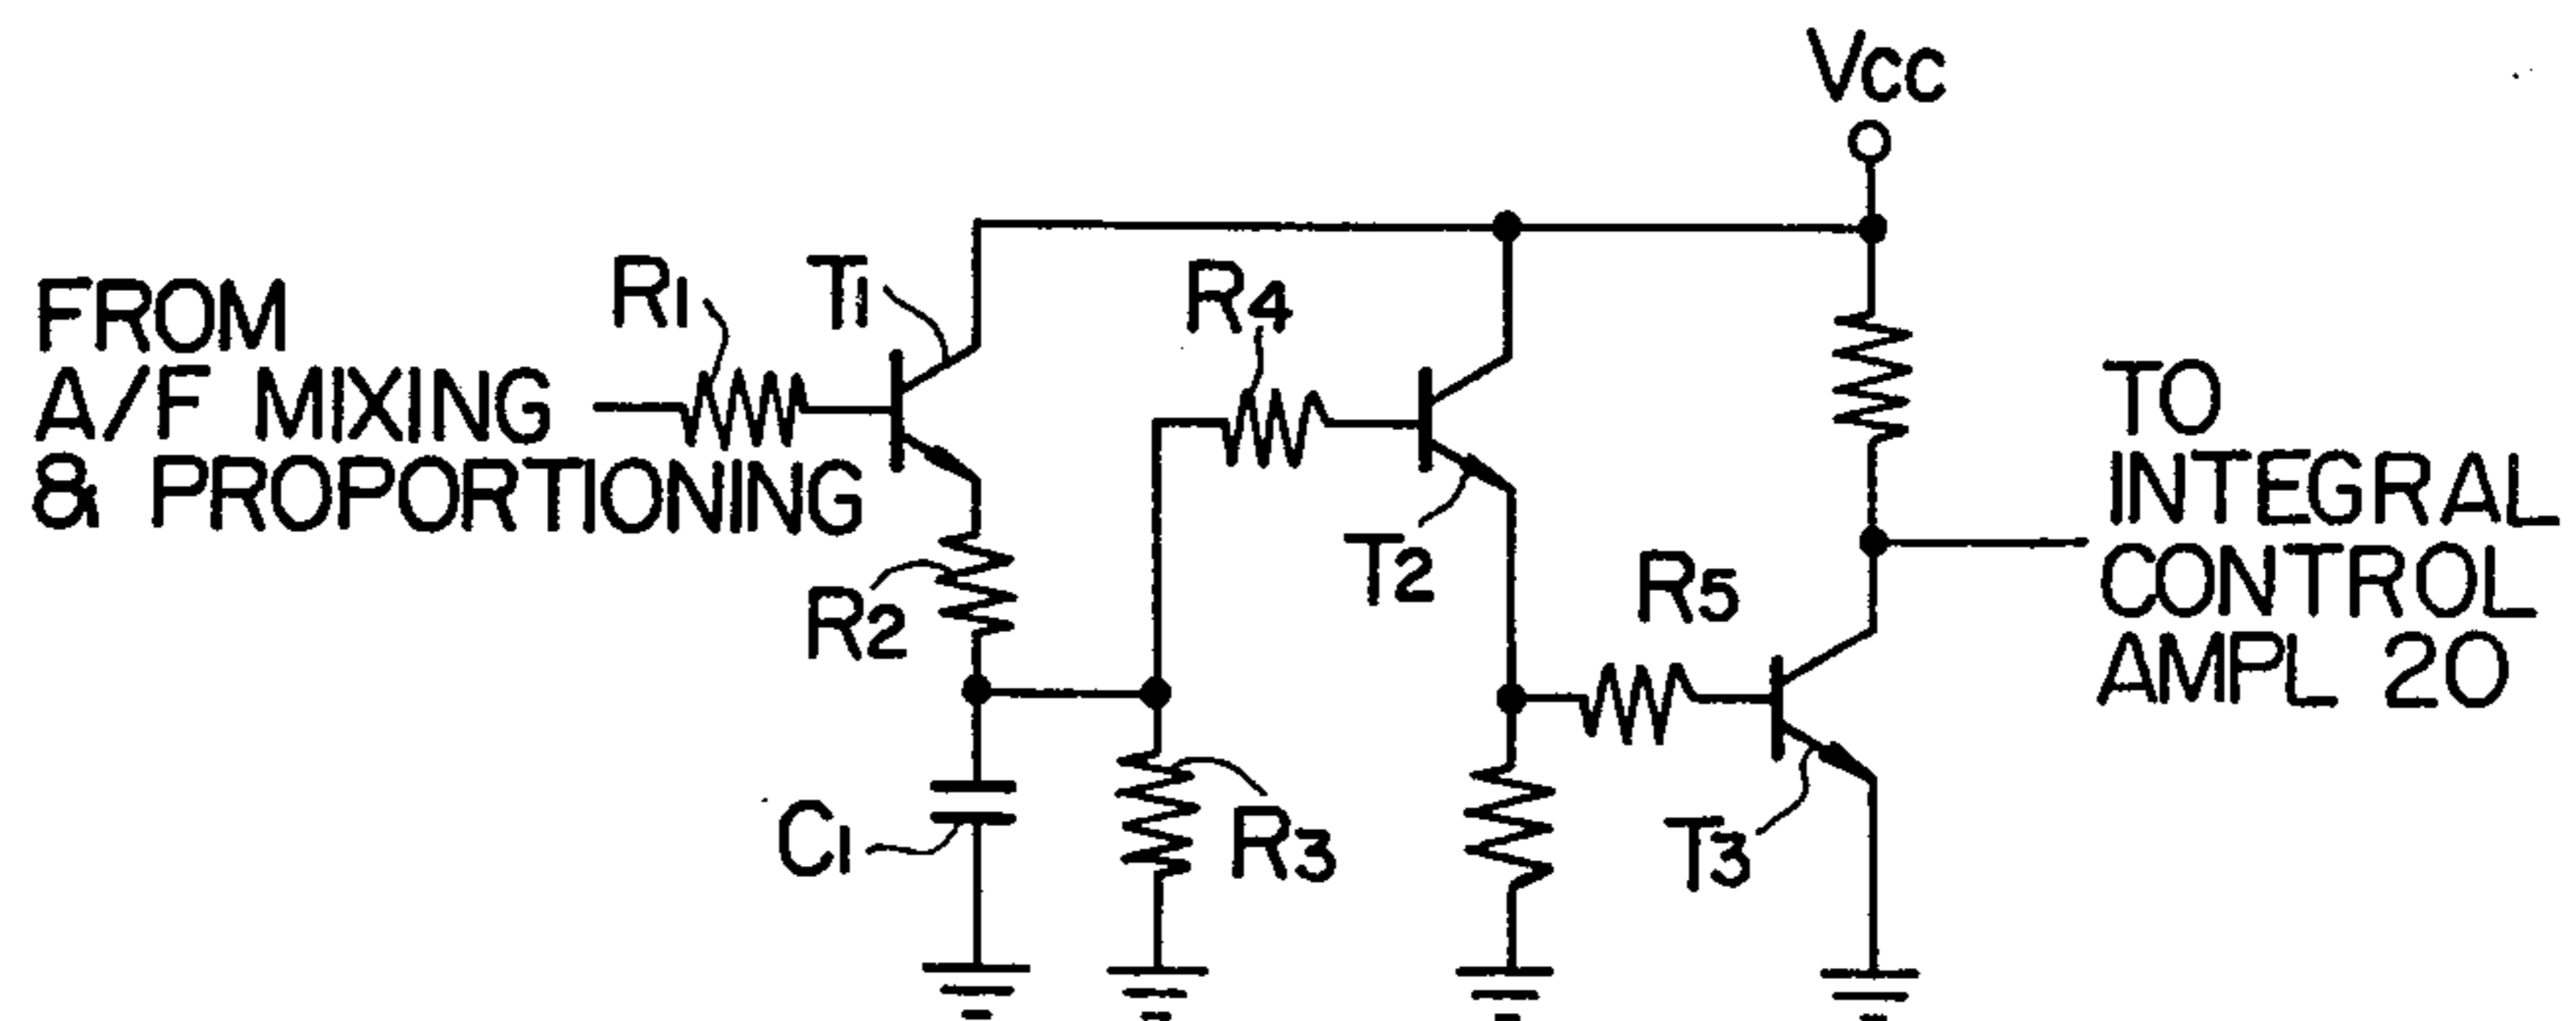 Vcc
FROM
A/F MIXING
& PROPORTIONING
R1
T1
R4
R2
T2
R5
C1
R3
T3
TO
INTEGRAL
CONTROL
AMPL 20